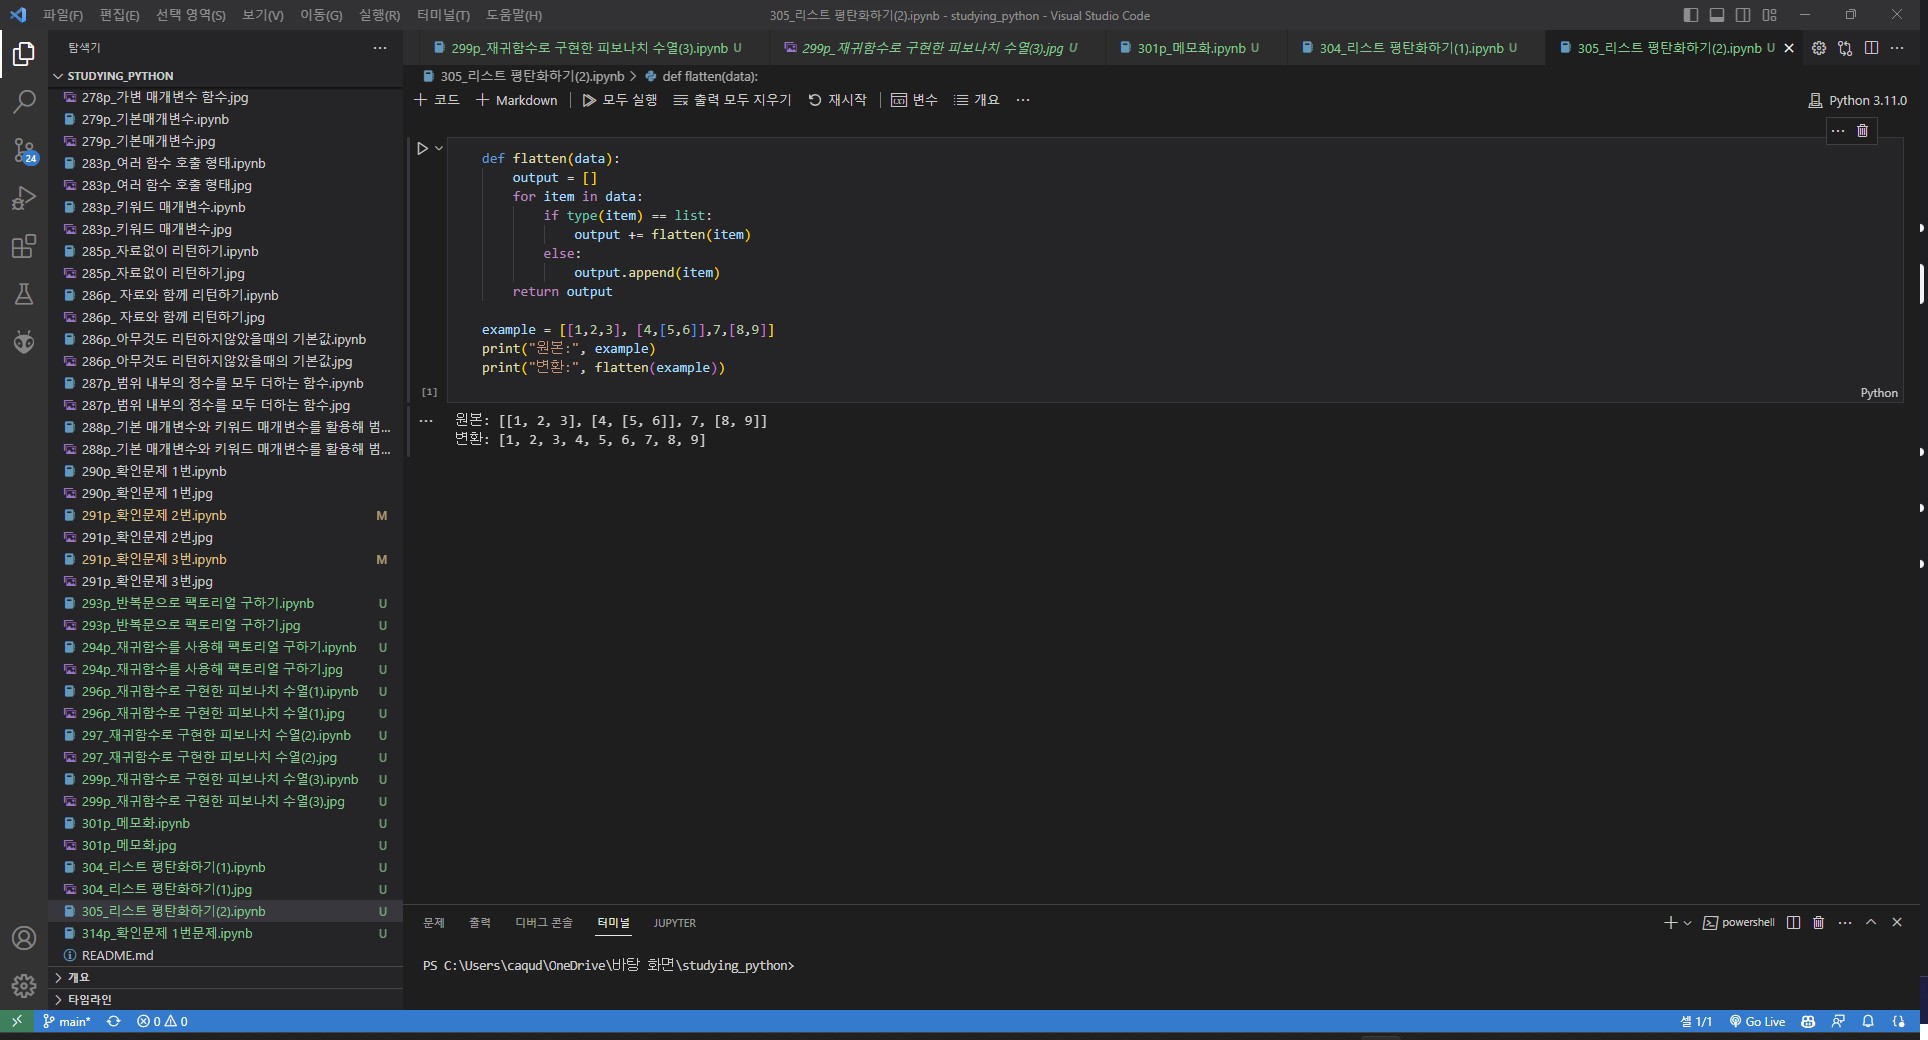 파일(F) 편집(E) 선택 영역(S) 보기(V) 이동(G) 실행(R) 터미널(T) 도움말(H)
305_리스트 평탄화하기(2).ipynb - studying_python - Visual Studio Code
탐색기
STUDYING_PYTHON
278p_가변 매개변수 함수.jpg
279p_기본매개변수.ipynb
279p_기본매개변수.jpg
283p_여러 함수 호출 형태.ipynb
283p_여러 함수 호출 형태.jpg
283p_키워드 매개변수.ipynb
283p_키워드 매개변수.jpg
285p_자료없이 리턴하기.ipynb
285p_자료없이 리턴하기.jpg
286p_ 자료와 함께 리턴하기.ipynb
286p_ 자료와 함께 리턴하기.jpg
286p_아무것도 리턴하지않았을때의 기본값.ipynb
286p_아무것도 리턴하지않았을때의 기본값.jpg
287p_범위 내부의 정수를 모두 더하는 함수.ipynb
287p_범위 내부의 정수를 모두 더하는 함수.jpg
288p_기본 매개변수와 키워드 매개변수를 활용해 범...
288p_기본 매개변수와 키워드 매개변수를 활용해 범...
290p_확인문제 1번.ipynb
290p_확인문제 1번.jpg
291p_확인문제 2번.ipynb M
291p_확인문제 2번.jpg
291p_확인문제 3번.ipynb M
291p_확인문제 3번.jpg
293p_반복문으로 팩토리얼 구하기.ipynb U
293p_반복문으로 팩토리얼 구하기.jpg U
294p_재귀함수를 사용해 팩토리얼 구하기.ipynb U
294p_재귀함수를 사용해 팩토리얼 구하기.jpg U
296p_재귀함수로 구현한 피보나치 수열(1).ipynb U
296p_재귀함수로 구현한 피보나치 수열(1).jpg U
297_재귀함수로 구현한 피보나치 수열(2).ipynb U
297_재귀함수로 구현한 피보나치 수열(2).jpg U
299p_재귀함수로 구현한 피보나치 수열(3).ipynb U
299p_재귀함수로 구현한 피보나치 수열(3).jpg U
301p_메모화.ipynb U
301p_메모화.jpg U
304_리스트 평탄화하기(1).ipynb U
304_리스트 평탄화하기(1).jpg U
305_리스트 평탄화하기(2).ipynb U
314p_확인문제 1번문제.ipynb U
README.md
개요
타임라인
24
299p_재귀함수로 구현한 피보나치 수열(3).ipynb U 299p_재귀함수로 구현한 피보나치 수열(3).jpg U 301p_메모화.ipynb U 304_리스트 평탄화하기(1).ipynb U 305_리스트 평탄화하기(2).ipynb U
305_리스트 평탄화하기(2).ipynb > def flatten(data):
+ 코드 + Markdown 모두 실행 출력 모두 지우기 재시작 변수 개요 ... Python 3.11.0
def flatten(data):
output = []
for item in data:
if type(item) == list:
output += flatten(item)
else:
output.append(item)
return output
example = [[1,2,3], [4,[5,6]],7,[8,9]]
print("원본:", example)
print("변환:", flatten(example))
[1] Python
원본: [[1, 2, 3], [4, [5, 6]], 7, [8, 9]]
변환: [1, 2, 3, 4, 5, 6, 7, 8, 9]
문제 출력 디버그 콘솔 터미널 JUPYTER powershell
PS C:\Users\caqud\OneDrive\바탕 화면\studying_python>
main* 0 0 셀 1/1 Go Live